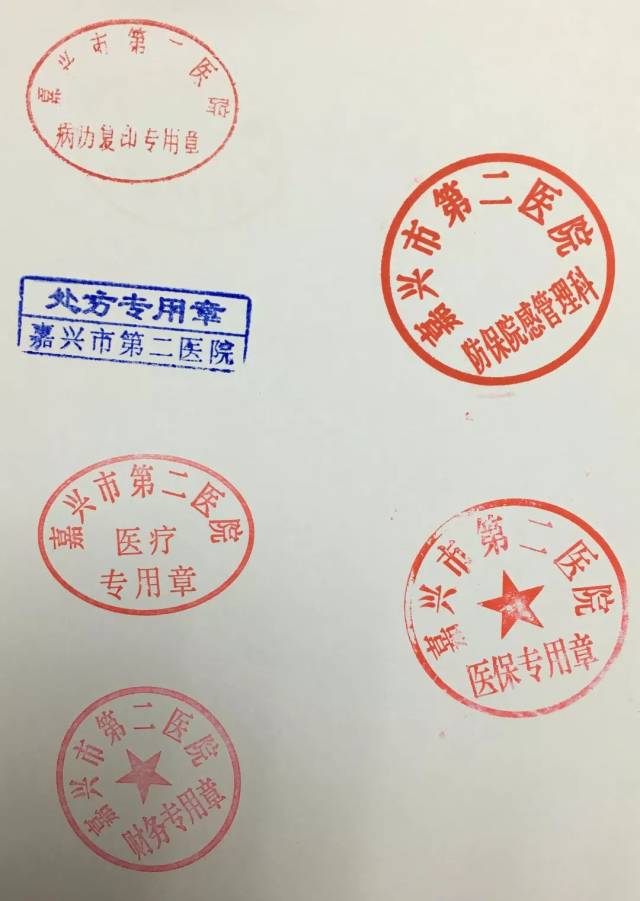 嘉兴市第一医院
病历复印专用章
嘉兴市第二医院
防保院感管理科
处方专用章
嘉兴市第二医院
嘉兴市第二医院
医疗
专用章
嘉兴市第二医院
医保专用章
嘉兴市第二医院
财务专用章